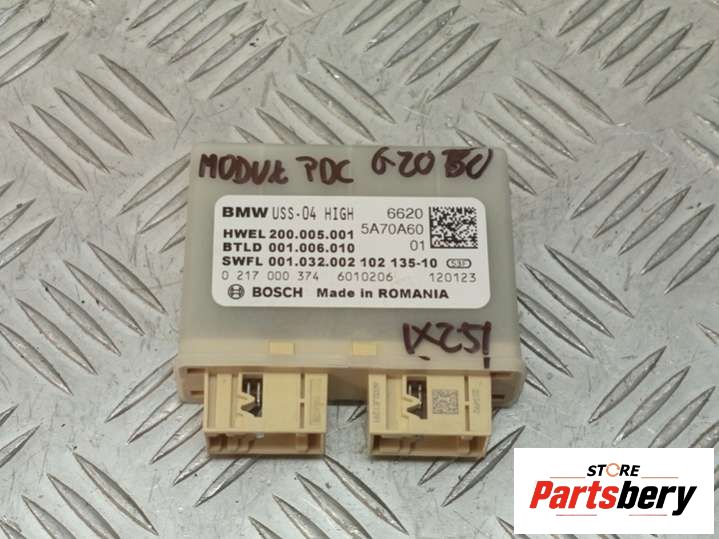 MODUL PDC G20 BU
BMW USS-04 HIGH 6620
5A70A60
HWEL 200.005.001
BTLD 001.006.010 01
SWFL 001.032.002 102 135-10
0 217 000 374 6010206 120123
BOSCH Made in ROMANIA
IX251
STORE
Partsbery